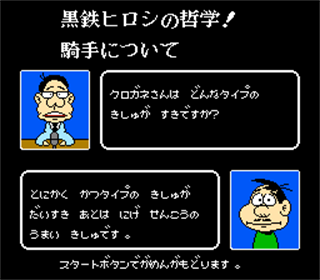 黒鉄ヒロシの哲学!
騎手について
クロガネさんは どんなタイプの
きしゅが すきですか?
とにかく かつタイプの きしゅが
だいすき あとは にげ せんこうの
うまい きしゅです。
スタートボタンでがめんがもどります。